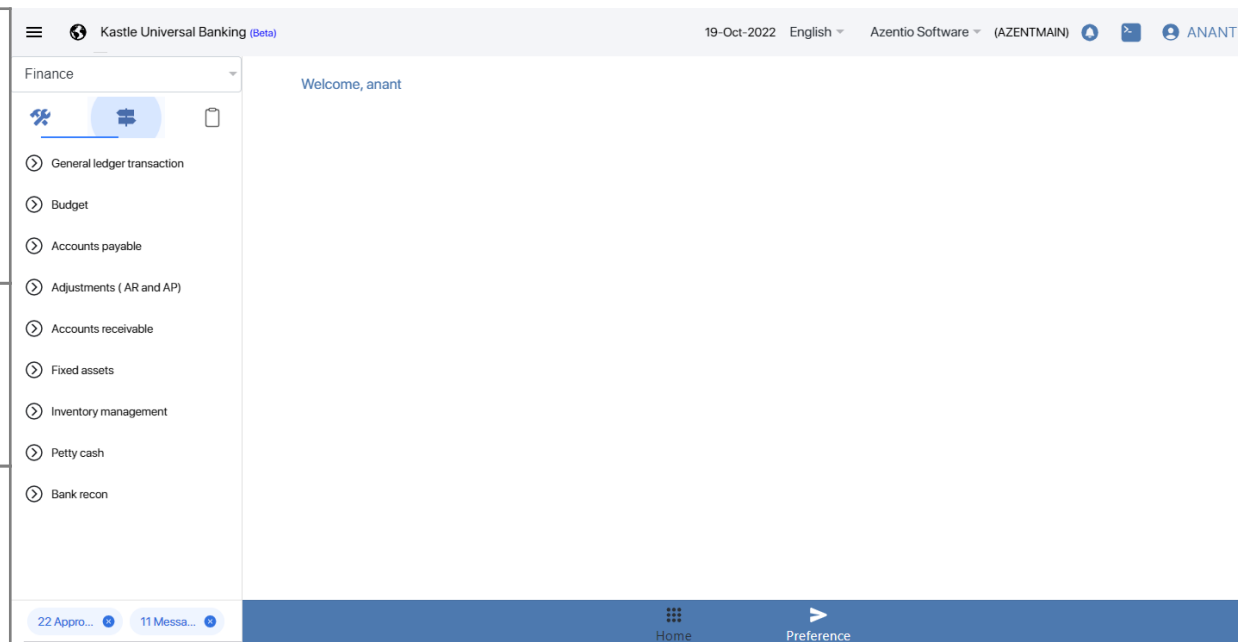 Kastle Universal Banking (Beta)
19-Oct-2022 English Azentio Software (AZENTMAIN) ANANT
Finance
Welcome, anant
General ledger transaction
Budget
Accounts payable
Adjustments ( AR and AP)
Accounts receivable
Fixed assets
Inventory management
Petty cash
Bank recon
22 Appro... 11 Messa...
Home Preference